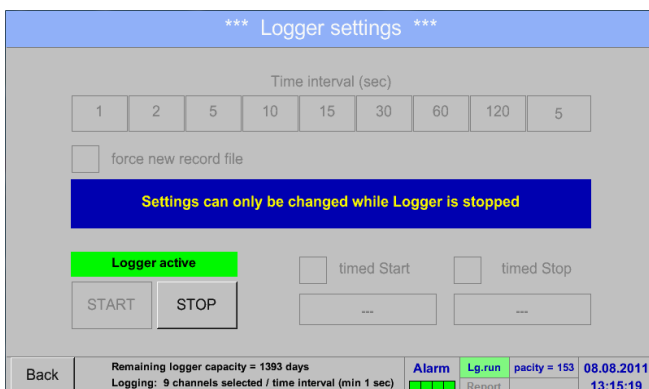 *** Logger settings ***
Time interval (sec)
1 2 5 10 15 30 60 120 5
force new record file
Settings can only be changed while Logger is stopped
Logger active
timed Start timed Stop
START STOP --- ---
Back
Remaining logger capacity = 1393 days
Logging: 9 channels selected / time interval (min 1 sec)
Alarm Lg.run pacity = 153 08.08.2011
Report 13:15:19